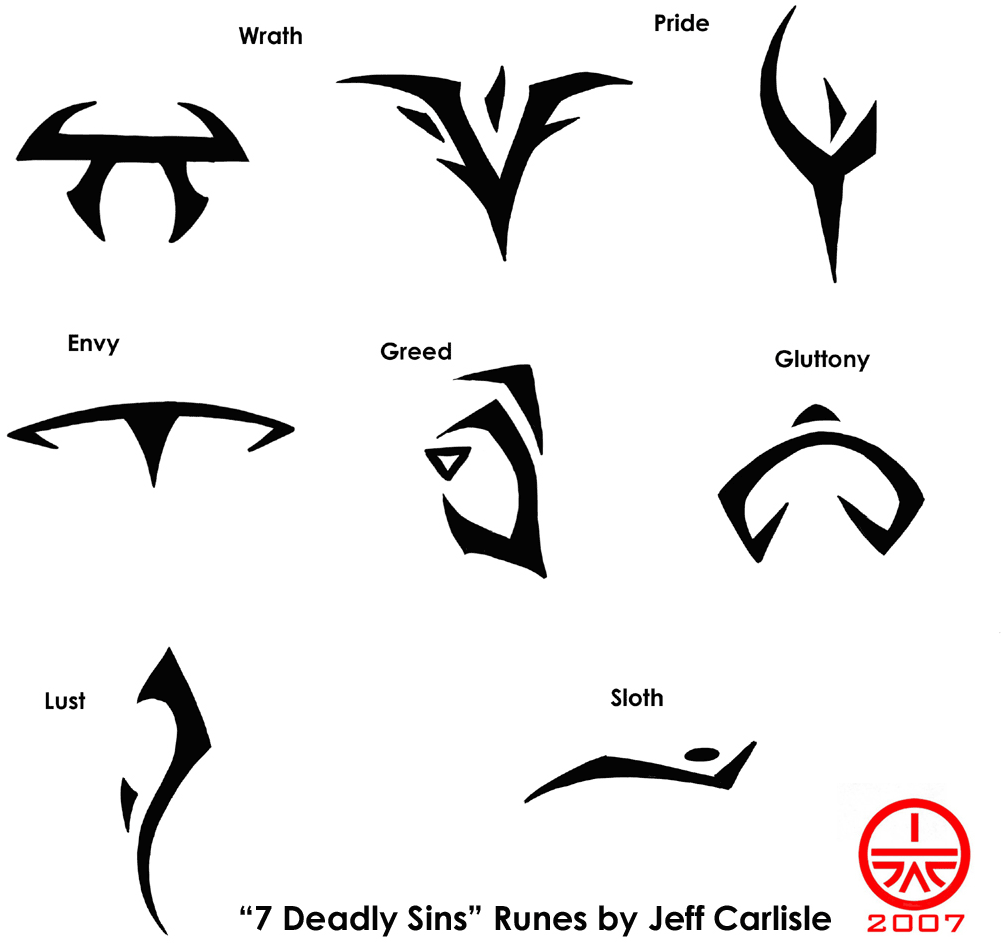 Wrath
Pride
Envy
Greed
Gluttony
Lust
Sloth
“7 Deadly Sins” Runes by Jeff Carlisle
2007